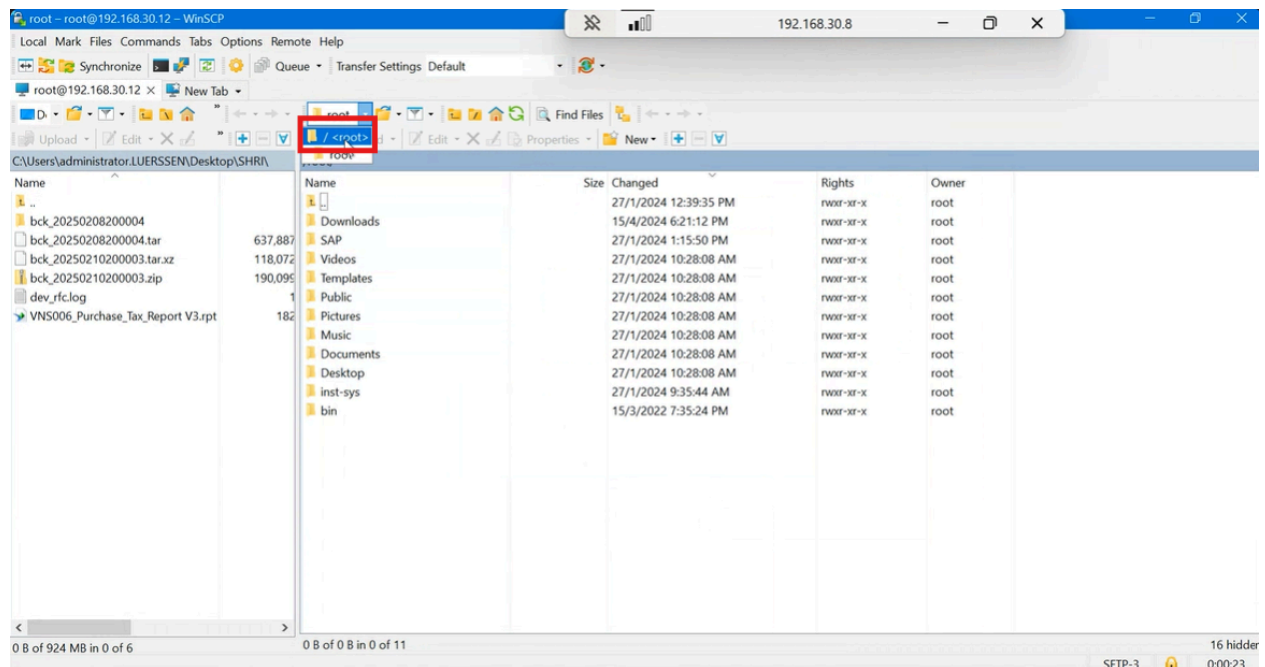 root – root@192.168.30.12 – WinSCP
192.168.30.8
Local Mark Files Commands Tabs Options Remote Help
Synchronize Queue Transfer Settings Default
root@192.168.30.12 × New Tab
D: root Find Files
Upload Edit / <root> Edit Properties New
root
C:\Users\administrator.LUERSSEN\Desktop\SHRI\
Name Name Size Changed Rights Owner
.. .. 27/1/2024 12:39:35 PM rwxr-xr-x root
bck_20250208200004 Downloads 15/4/2024 6:21:12 PM rwxr-xr-x root
bck_20250208200004.tar 637,887 SAP 27/1/2024 1:15:50 PM rwxr-xr-x root
bck_20250210200003.tar.xz 118,072 Videos 27/1/2024 10:28:08 AM rwxr-xr-x root
bck_20250210200003.zip 190,099 Templates 27/1/2024 10:28:08 AM rwxr-xr-x root
dev_rfc.log 1 Public 27/1/2024 10:28:08 AM rwxr-xr-x root
VNS006_Purchase_Tax_Report V3.rpt 182 Pictures 27/1/2024 10:28:08 AM rwxr-xr-x root
Music 27/1/2024 10:28:08 AM rwxr-xr-x root
Documents 27/1/2024 10:28:08 AM rwxr-xr-x root
Desktop 27/1/2024 10:28:08 AM rwxr-xr-x root
inst-sys 27/1/2024 9:35:44 AM rwxr-xr-x root
bin 15/3/2022 7:35:24 PM rwxr-xr-x root
0 B of 924 MB in 0 of 6 0 B of 0 B in 0 of 11 16 hidden
SFTP-3 0:00:23